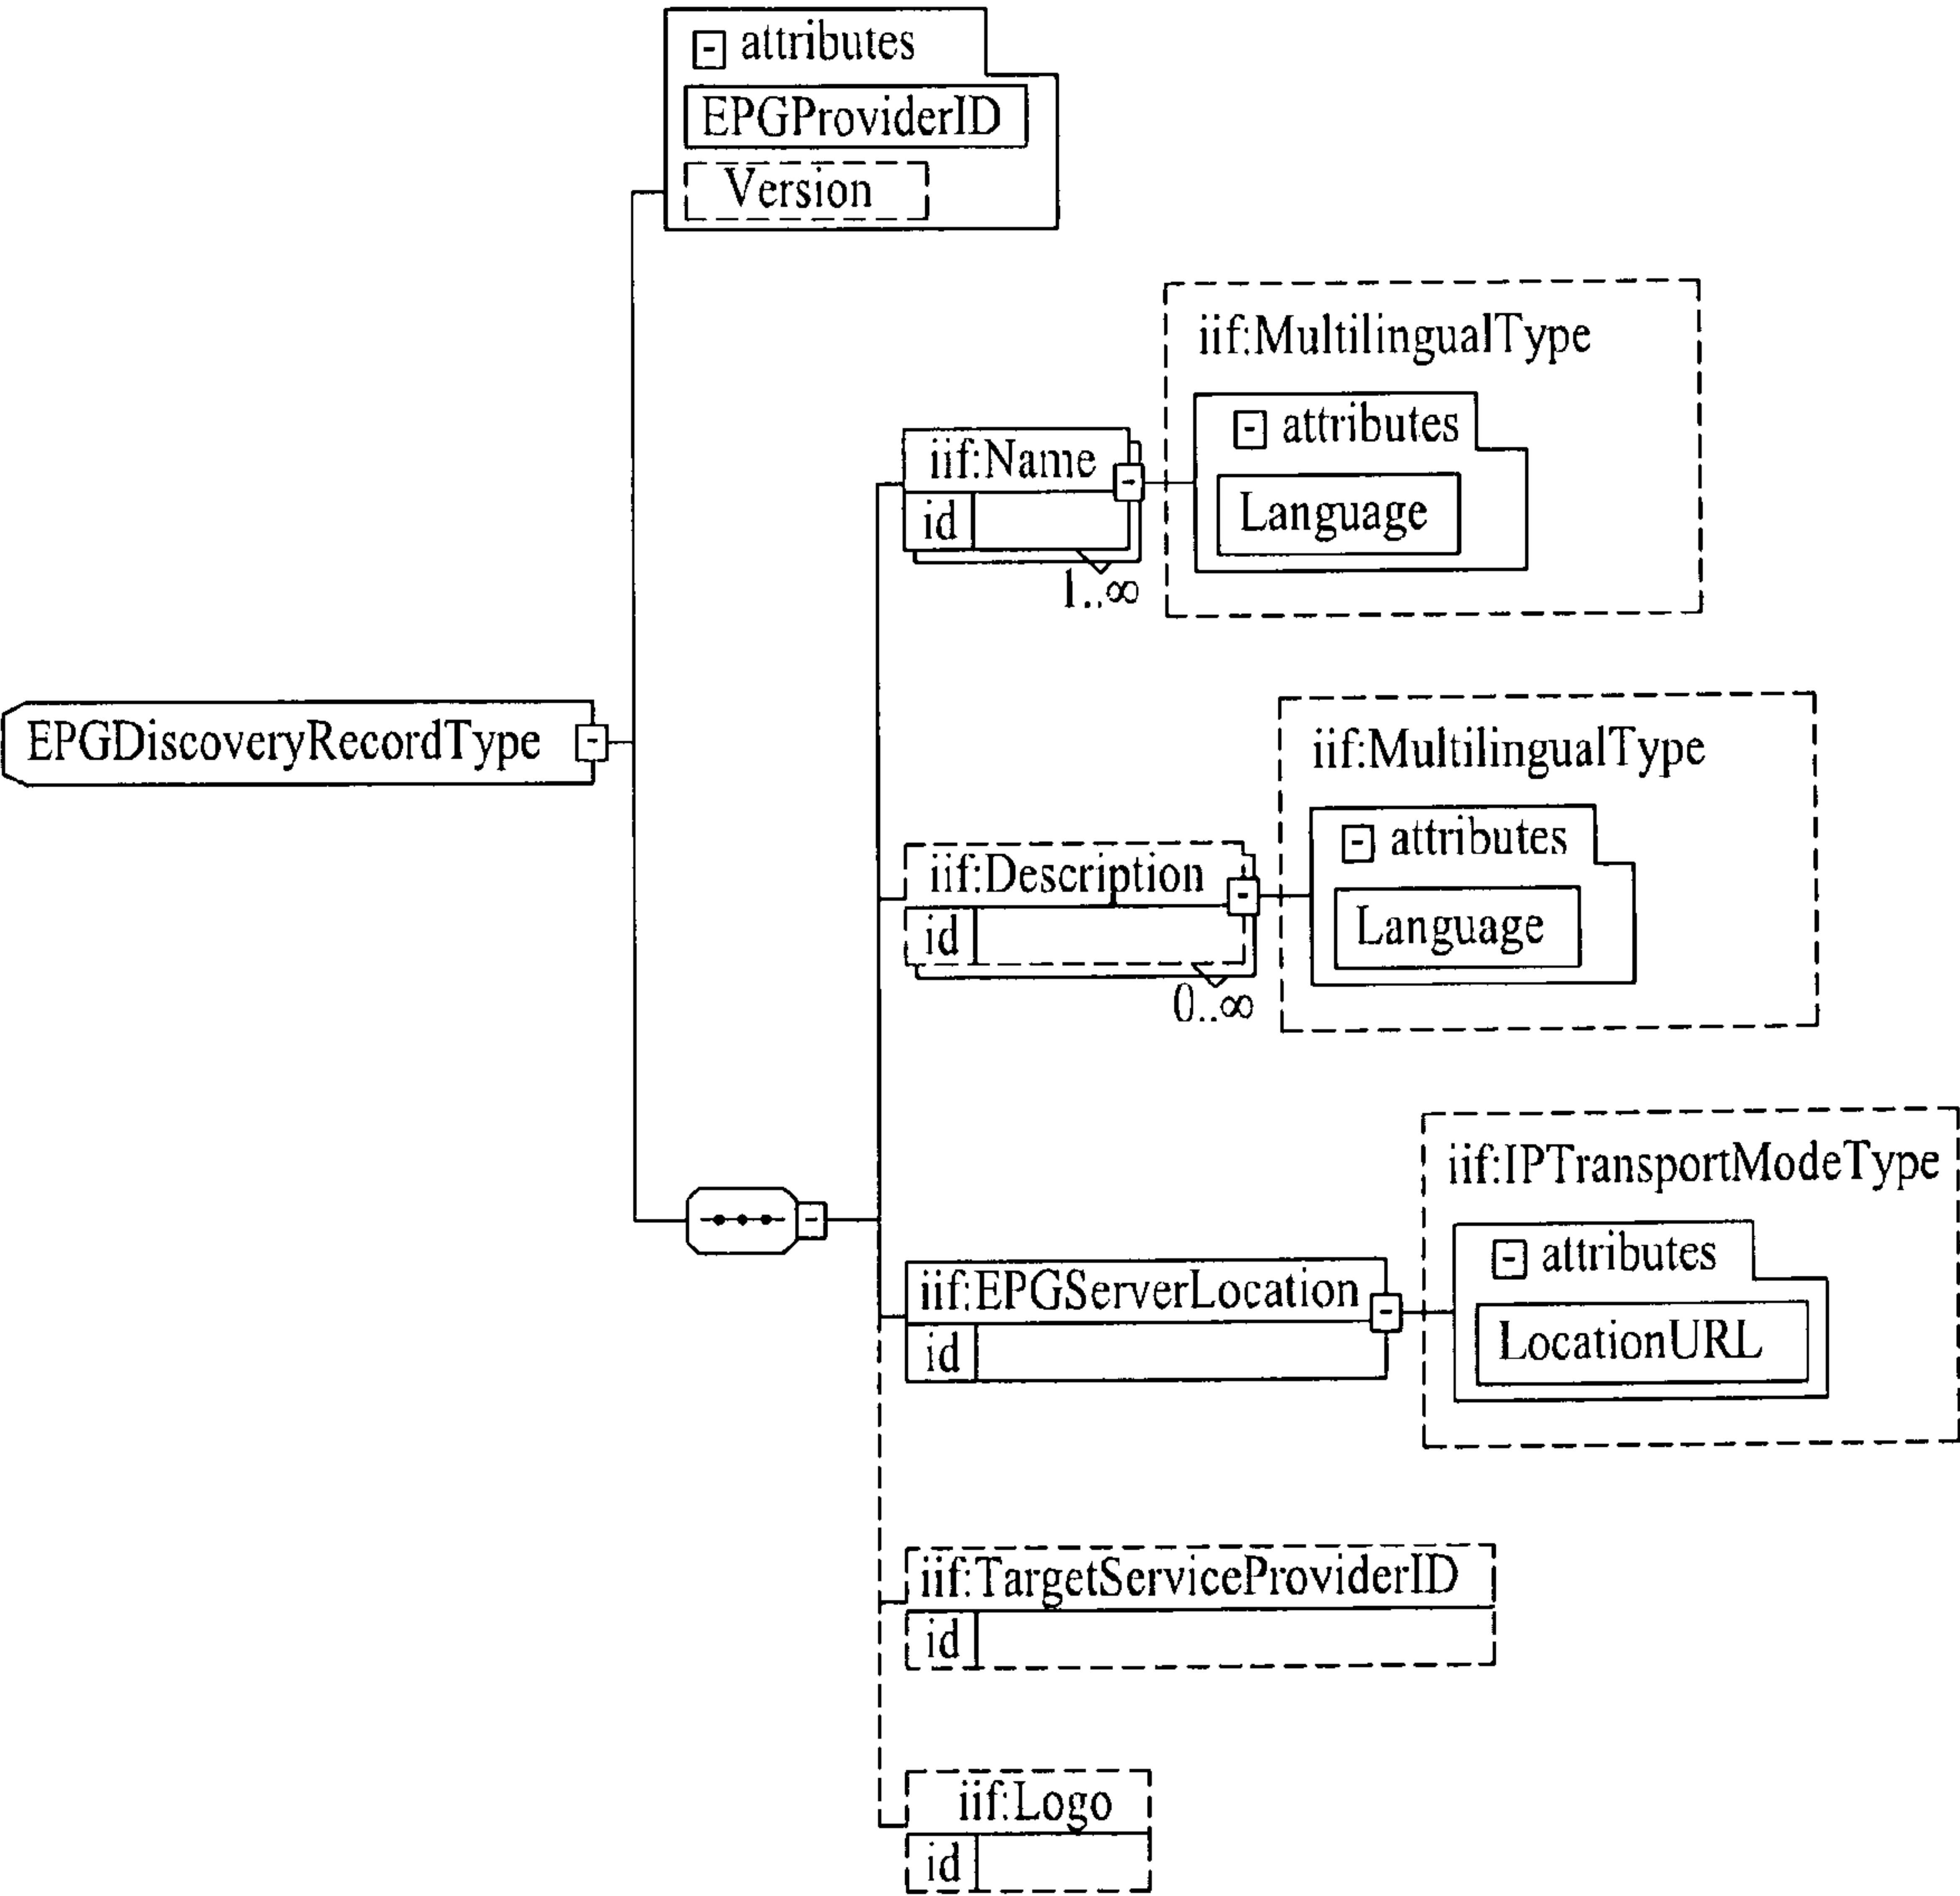 attributes
EPGProviderID
Version
iif:MultilingualType
attributes
iif:Name
Language
id
1..∞
EPGDiscoveryRecordType
iif:MultilingualType
attributes
iif:Description
Language
id
0..∞
iif:IPTransportModeType
attributes
iif:EPGServerLocation
LocationURL
id
iif:TargetServiceProviderID
id
iif:Logo
id